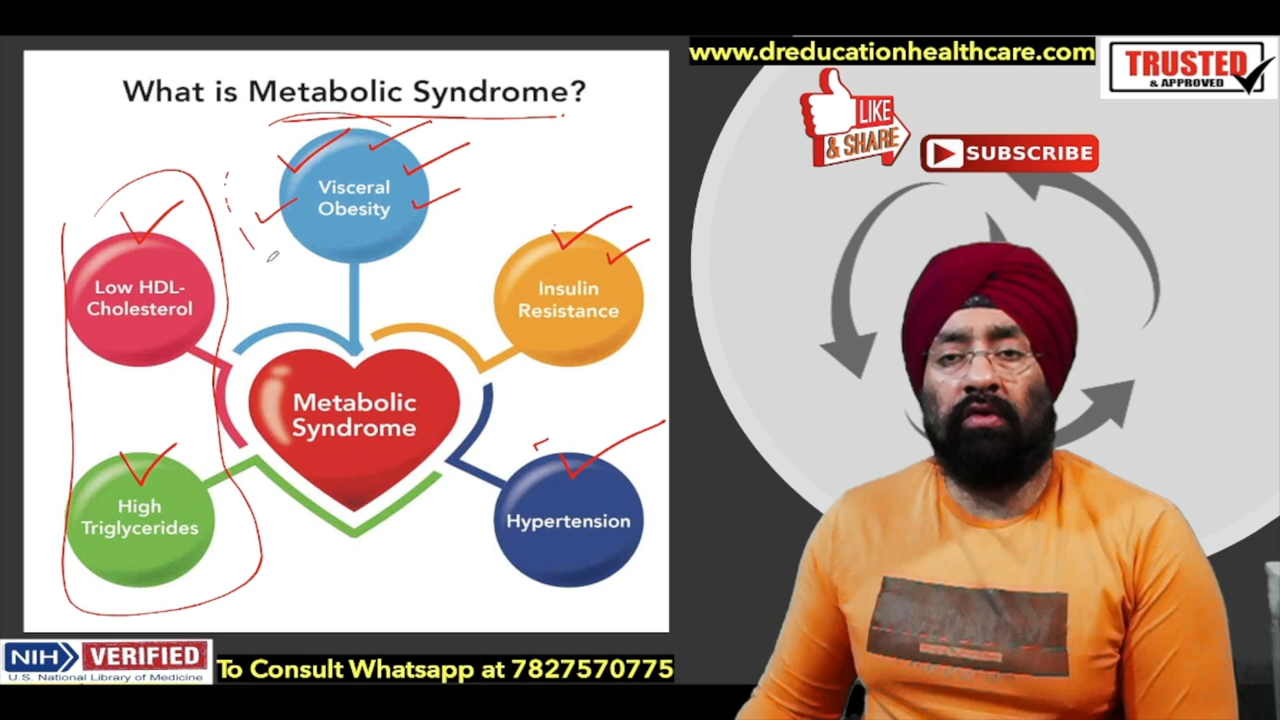 www.dreducationhealthcare.com
TRUSTED
& APPROVED
LIKE
& SHARE
SUBSCRIBE
What is Metabolic Syndrome?
Visceral
Obesity
Low HDL-
Cholesterol
Insulin
Resistance
Metabolic
Syndrome
High
Triglycerides
Hypertension
NIH VERIFIED
U.S. National Library of Medicine
To Consult Whatsapp at 7827570775